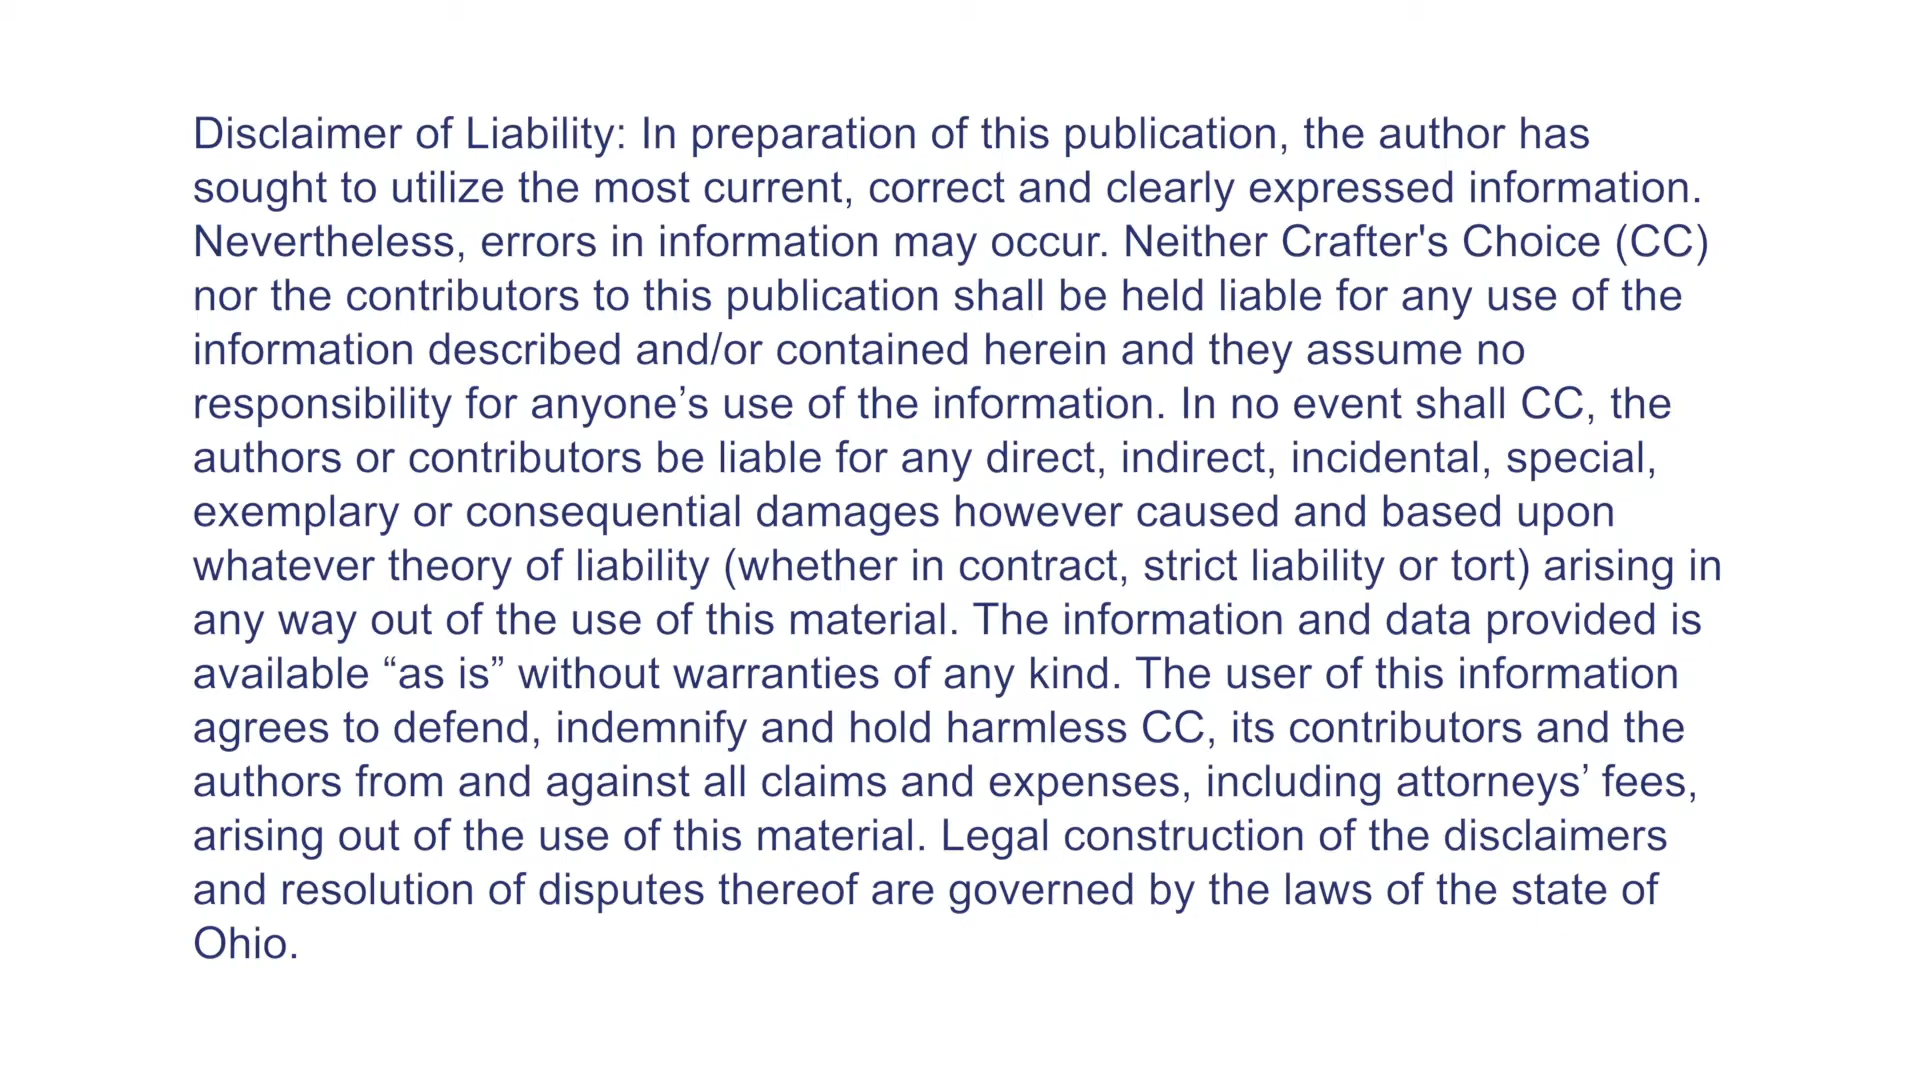 Disclaimer of Liability: In preparation of this publication, the author has
sought to utilize the most current, correct and clearly expressed information.
Nevertheless, errors in information may occur. Neither Crafter's Choice (CC)
nor the contributors to this publication shall be held liable for any use of the
information described and/or contained herein and they assume no
responsibility for anyone’s use of the information. In no event shall CC, the
authors or contributors be liable for any direct, indirect, incidental, special,
exemplary or consequential damages however caused and based upon
whatever theory of liability (whether in contract, strict liability or tort) arising in
any way out of the use of this material. The information and data provided is
available “as is” without warranties of any kind. The user of this information
agrees to defend, indemnify and hold harmless CC, its contributors and the
authors from and against all claims and expenses, including attorneys’ fees,
arising out of the use of this material. Legal construction of the disclaimers
and resolution of disputes thereof are governed by the laws of the state of
Ohio.